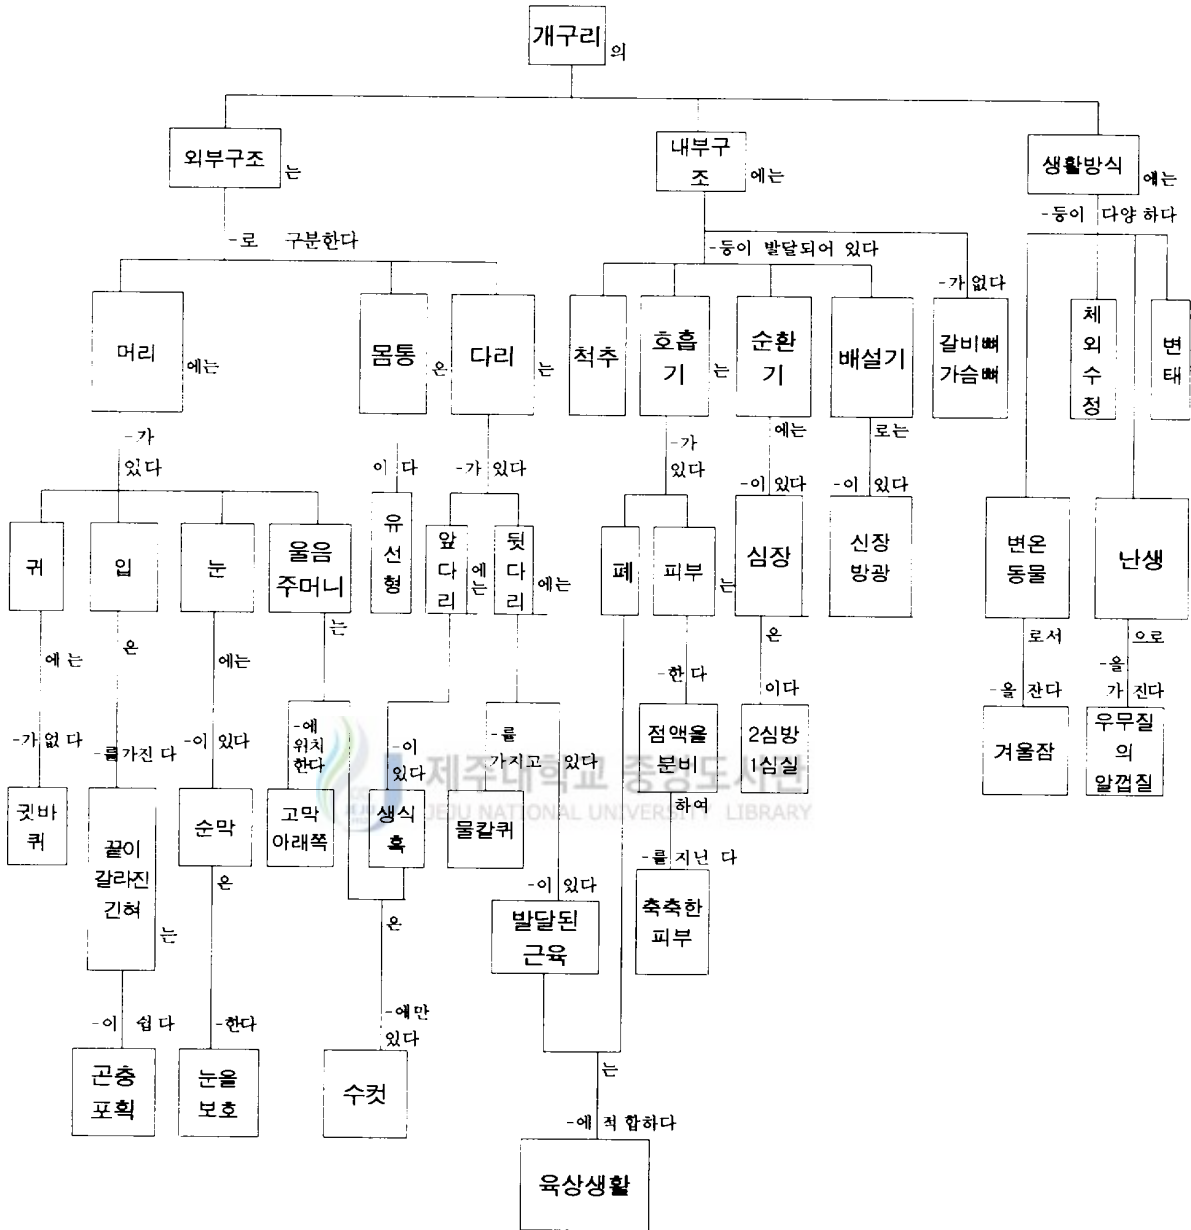 개구리 의
외부구조 는
내부구
조 에는
생활방식 에는
-로 구분한다
-등이 발달되어 있다
-가 없다
-등이 다양하다
머리 에는
몸통 은
다리 는
척추
호흡
기 는
순환
기
배설기
갈비뼈
가슴뼈
체
외
수
정
변
태
-가
있다
이다
-가 있다
-가
있다
에는
-이 있다
로는
-이 있다
귀
입
눈
울음
주머니
유
선
형
앞
다
리
에
는
뒷
다
리
에는
폐
피부 는
심장
신장
방광
변온
동물
난생
에는
은
에는
는
-한다
은
이다
로서
-을 잔다
으로
-을
가진다
-가 없다
-를가진다
-이 있다
-에
위치
한다
-이
있다
-를
가지고 있다
점액을
분비
2심방
1심실
겨울잠
우무질
의
알껍질
제주대학교 중앙도서관
JEJU NATIONAL UNIVERSITY LIBRARY
귓바
퀴
끝이
갈라진
긴혀
는
순막
고막
아래쪽
생식
혹
물칼퀴
하여
-를 지닌다
은
은
-이 있다
발달된
근육
축축한
피부
-이 쉽다
-한다
-에만
있다
곤충
포획
눈을
보호
수컷
는
-에 적합하다
육상생활